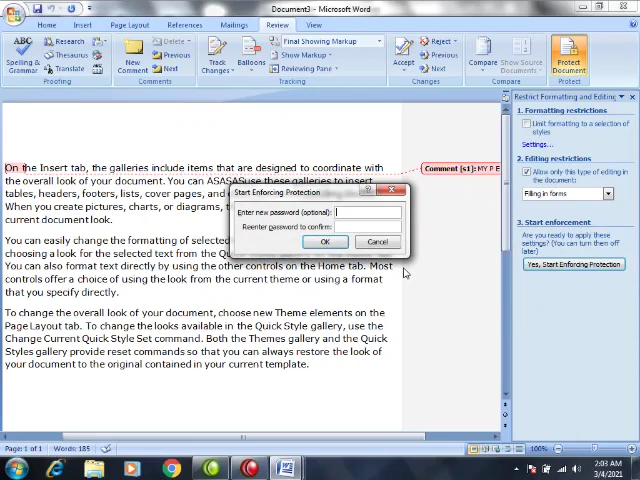 Document3 - Microsoft Word
Home Insert Page Layout References Mailings Review View
ABC
Spelling & Grammar
Research
Thesaurus
Translate
Proofing
New Comment
Delete
Previous
Next
Comments
Track Changes
Balloons
Final Showing Markup
Show Markup
Reviewing Pane
Tracking
Accept
Reject
Previous
Next
Changes
Compare
Show Source Documents
Compare
Protect Document
Protect
On the Insert tab, the galleries include items that are designed to coordinate with
the overall look of your document. You can ASASASuse these galleries to insert
tables, headers, footers, lists, cover pages, and
When you create pictures, charts, or diagrams, t
current document look.
You can easily change the formatting of selected
choosing a look for the selected text from the Qu
You can also format text directly by using the other controls on the Home tab. Most
controls offer a choice of using the look from the current theme or using a format
that you specify directly.
To change the overall look of your document, choose new Theme elements on the
Page Layout tab. To change the looks available in the Quick Style gallery, use the
Change Current Quick Style Set command. Both the Themes gallery and the Quick
Styles gallery provide reset commands so that you can always restore the look of
your document to the original contained in your current template.
Comment [s1]: MY P E
Start Enforcing Protection
Enter new password (optional):
Reenter password to confirm:
OK Cancel
Restrict Formatting and Editing
1. Formatting restrictions
Limit formatting to a selection of
styles
Settings...
2. Editing restrictions
Allow only this type of editing in
the document:
Filling in forms
3. Start enforcement
Are you ready to apply these
settings? (You can turn them off
later)
Yes, Start Enforcing Protection
Page: 1 of 1 Words: 185 100%
2:03 AM
3/4/2021